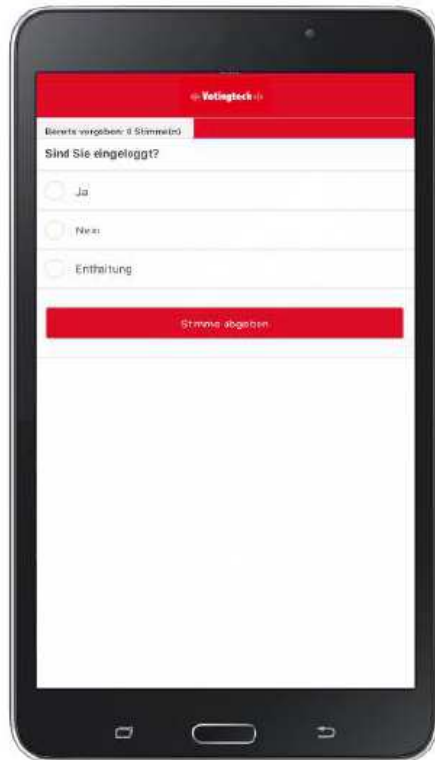 Votingtech
Bereits vergeben: 0 Stimme(n)
Sind Sie eingeloggt?
Ja
Nein
Enthaltung
Stimme abgeben